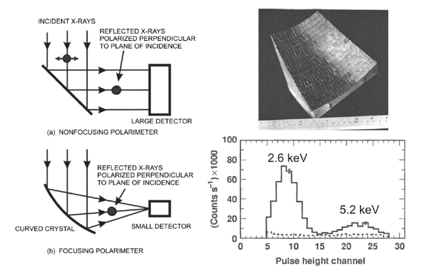 INCIDENT X-RAYS
REFLECTED X-RAYS
POLARIZED PERPENDICULAR
TO PLANE OF INCIDENCE
LARGE DETECTOR
(a) NONFOCUSING POLARIMETER
REFLECTED X-RAYS
POLARIZED PERPENDICULAR
TO PLANE OF INCIDENCE
CURVED CRYSTAL
SMALL DETECTOR
(b) FOCUSING POLARIMETER
100
80
60
40
20
0
(Counts s⁻¹)×1000
2.6 keV
5.2 keV
0 5 10 15 20 25 30
Pulse height channel